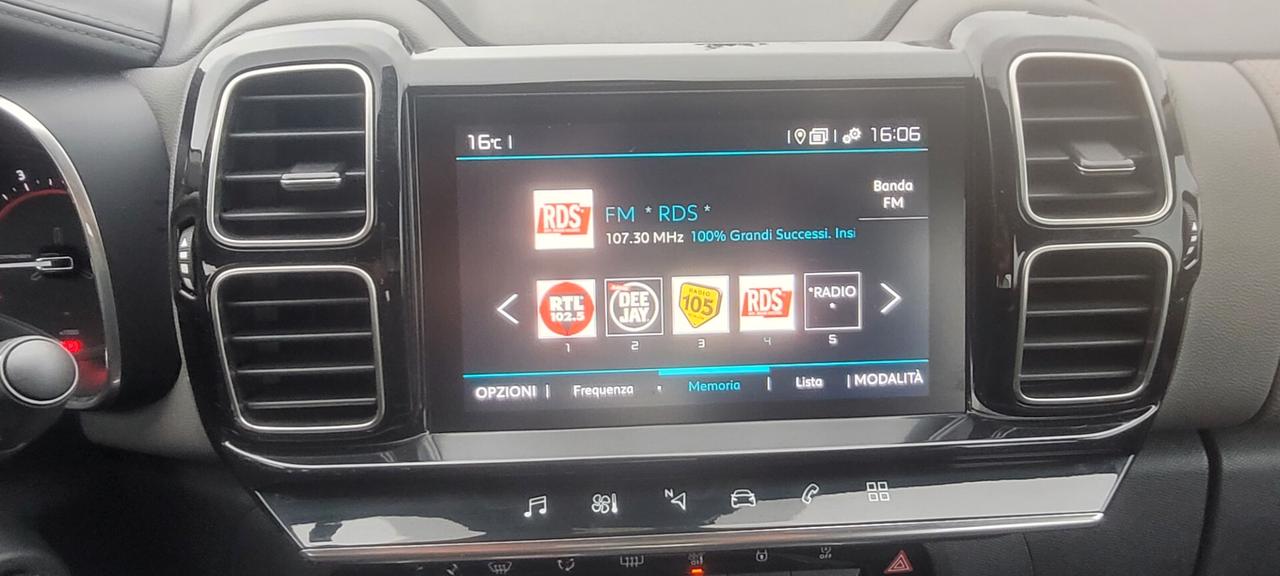 3
16°C
16:06
Banda
FM
RDS
FM * RDS *
107.30 MHz 100% Grandi Successi. Insi
RTL
102.5
DEE
JAY
RADIO
105
RDS
*RADIO
*
1 2 3 4 5
OPZIONI Frequenza Memoria Lista MODALITÀ
N